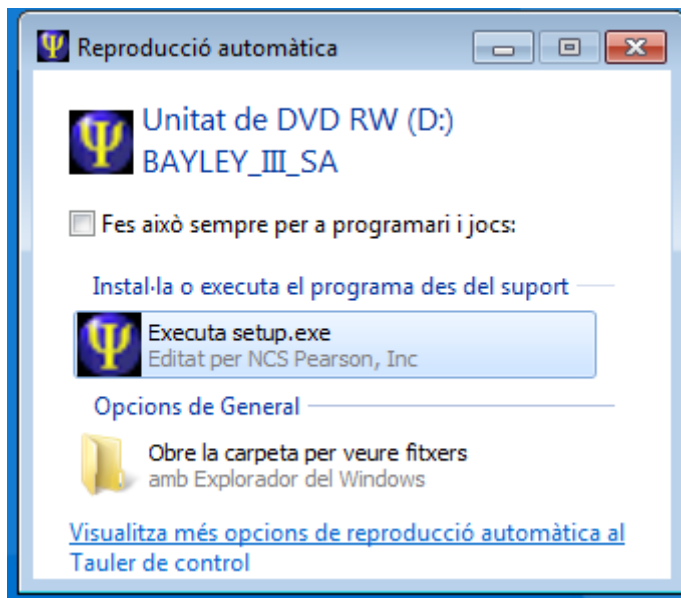 Reproducció automàtica
Unitat de DVD RW (D:)
BAYLEY_III_SA
Fes això sempre per a programari i jocs:
Instal·la o executa el programa des del suport
Executa setup.exe
Editat per NCS Pearson, Inc
Opcions de General
Obre la carpeta per veure fitxers
amb Explorador del Windows
Visualitza més opcions de reproducció automàtica al
Tauler de control